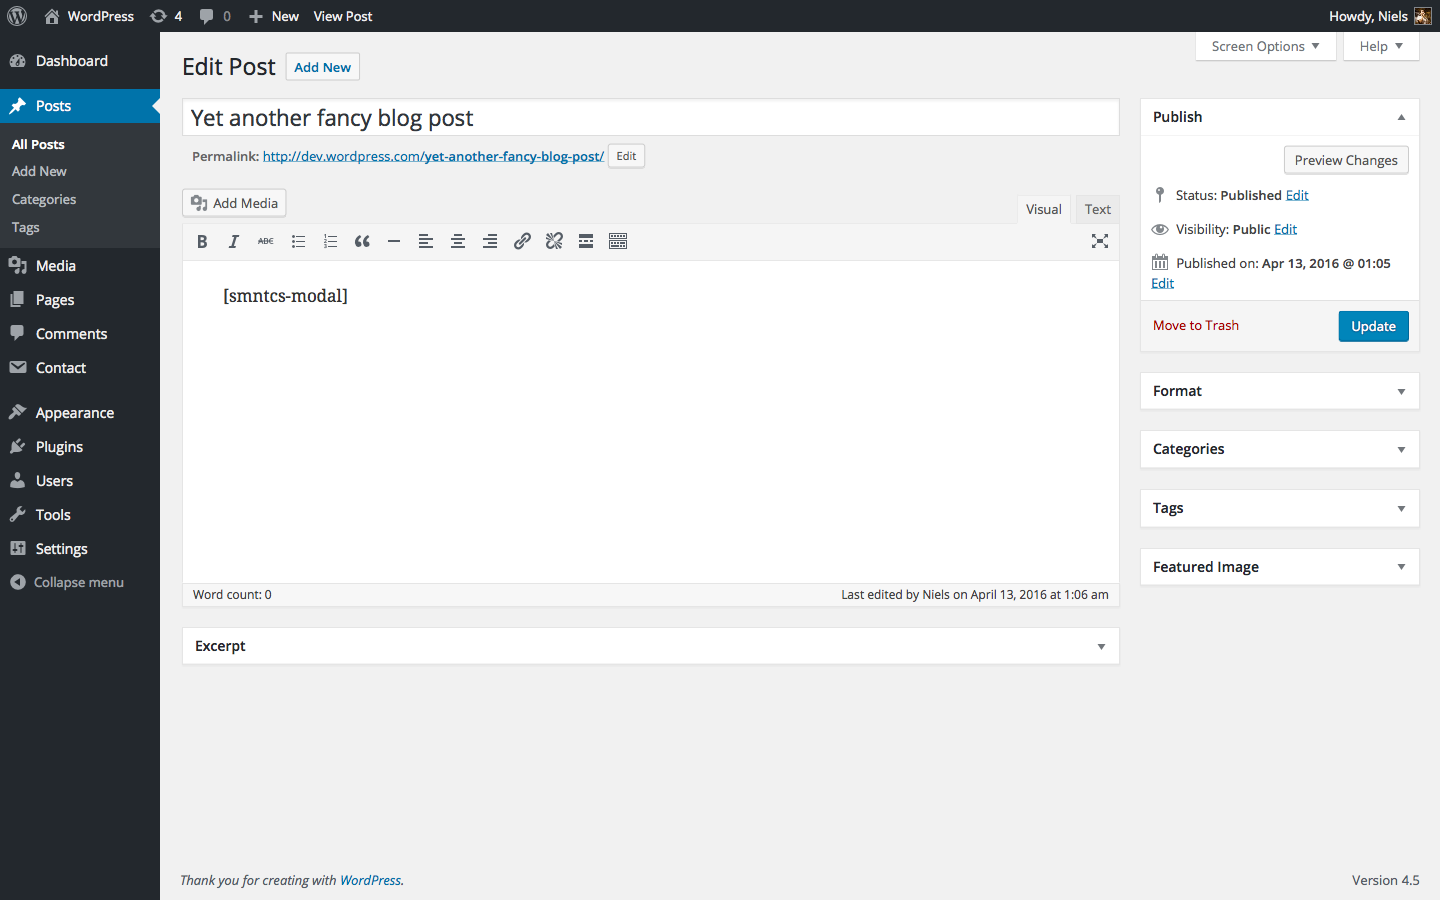 WordPress 4 0 New View Post Howdy, Niels
Screen Options Help
Dashboard
Posts
All Posts
Add New
Categories
Tags
Media
Pages
Comments
Contact
Appearance
Plugins
Users
Tools
Settings
Collapse menu
Edit Post Add New
Yet another fancy blog post
Permalink: http://dev.wordpress.com/yet-another-fancy-blog-post/ Edit
Add Media
Visual Text
B I ABC
[smntcs-modal]
Word count: 0 Last edited by Niels on April 13, 2016 at 1:06 am
Excerpt
Publish
Preview Changes
Status: Published Edit
Visibility: Public Edit
Published on: Apr 13, 2016 @ 01:05
Edit
Move to Trash Update
Format
Categories
Tags
Featured Image
Thank you for creating with WordPress. Version 4.5